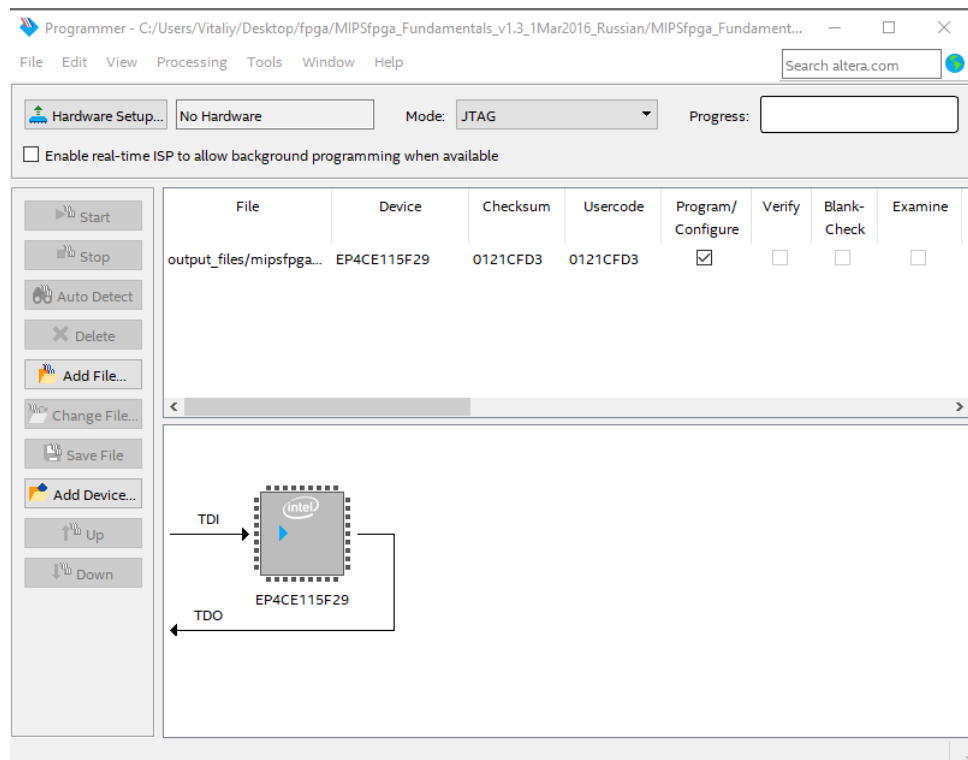 Programmer - C:/Users/Vitaliy/Desktop/fpga/MIPSfpga_Fundamentals_v1.3_1Mar2016_Russian/MIPSfpga_Fundament...
File Edit View Processing Tools Window Help
Search altera.com
Hardware Setup... No Hardware Mode: JTAG Progress:
Enable real-time ISP to allow background programming when available
Start
Stop
Auto Detect
Delete
Add File...
Change File...
Save File
Add Device...
Up
Down
File Device Checksum Usercode Program/ Verify Blank- Examine
Configure Check
output_files/mipsfpga... EP4CE115F29 0121CFD3 0121CFD3
TDI
intel
EP4CE115F29
TDO